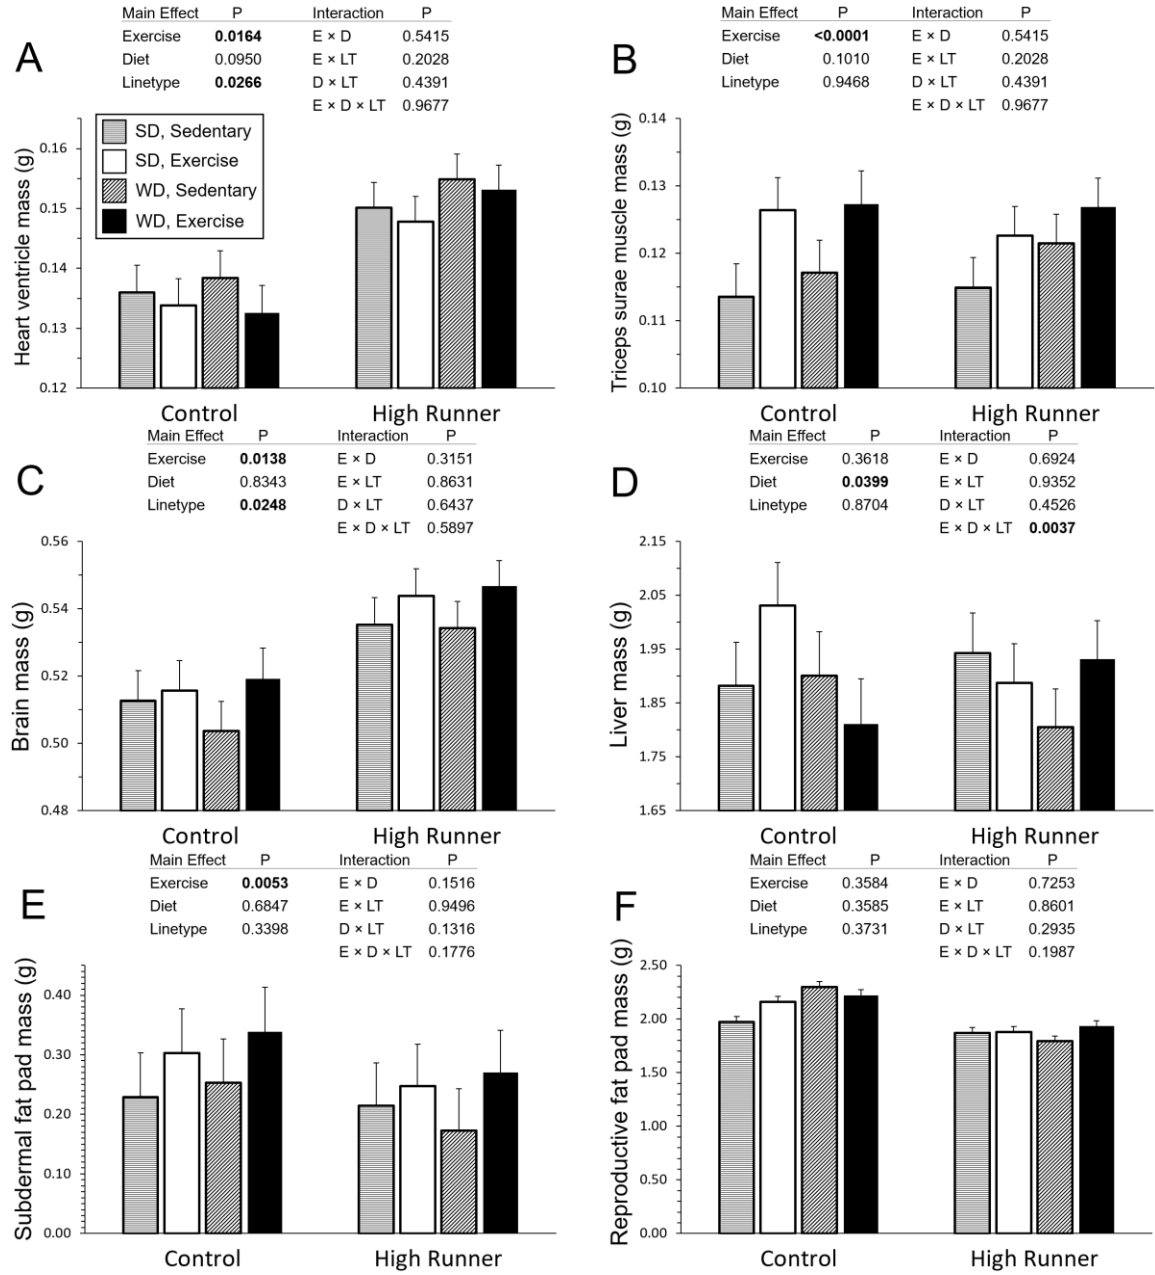 Main Effect P Interaction P
Exercise 0.0164 E × D 0.5415
Diet 0.0950 E × LT 0.2028
Linetype 0.0266 D × LT 0.4391
E × D × LT 0.9677
A
SD, Sedentary
SD, Exercise
WD, Sedentary
WD, Exercise
Heart ventricle mass (g)
0.16
0.15
0.14
0.13
0.12
Control High Runner
Main Effect P Interaction P
Exercise <0.0001 E × D 0.5415
Diet 0.1010 E × LT 0.2028
Linetype 0.9468 D × LT 0.4391
E × D × LT 0.9677
B
Triceps surae muscle mass (g)
0.14
0.13
0.12
0.11
0.10
Control High Runner
Main Effect P Interaction P
Exercise 0.0138 E × D 0.3151
Diet 0.8343 E × LT 0.8631
Linetype 0.0248 D × LT 0.6437
E × D × LT 0.5897
C
Brain mass (g)
0.56
0.54
0.52
0.50
0.48
Control High Runner
Main Effect P Interaction P
Exercise 0.3618 E × D 0.6924
Diet 0.0399 E × LT 0.9352
Linetype 0.8704 D × LT 0.4526
E × D × LT 0.0037
D
Liver mass (g)
2.15
2.05
1.95
1.85
1.75
1.65
Control High Runner
Main Effect P Interaction P
Exercise 0.0053 E × D 0.1516
Diet 0.6847 E × LT 0.9496
Linetype 0.3398 D × LT 0.1316
E × D × LT 0.1776
E
Subdermal fat pad mass (g)
0.40
0.30
0.20
0.10
0.00
Control High Runner
Main Effect P Interaction P
Exercise 0.3584 E × D 0.7253
Diet 0.3585 E × LT 0.8601
Linetype 0.3731 D × LT 0.2935
E × D × LT 0.1987
F
Reproductive fat pad mass (g)
2.50
2.00
1.50
1.00
0.50
0.00
Control High Runner